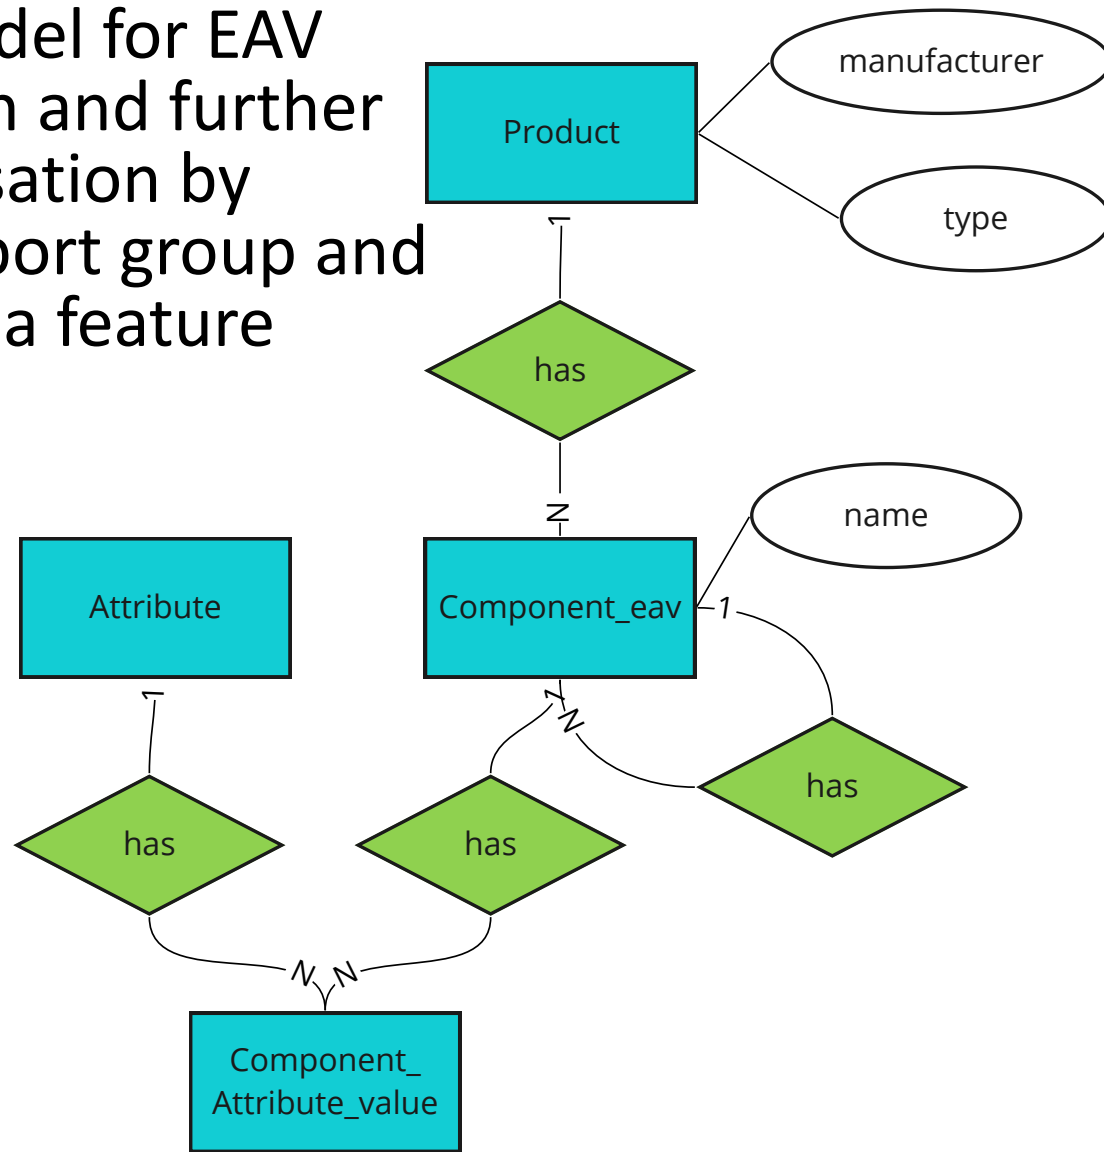 del for EAV
n and further
sation by
port group and
a feature
manufacturer
Product
type
1
has
N
name
Attribute
Component_eav
1
1
1
N
has
has
has
N
N
Component_
Attribute_value